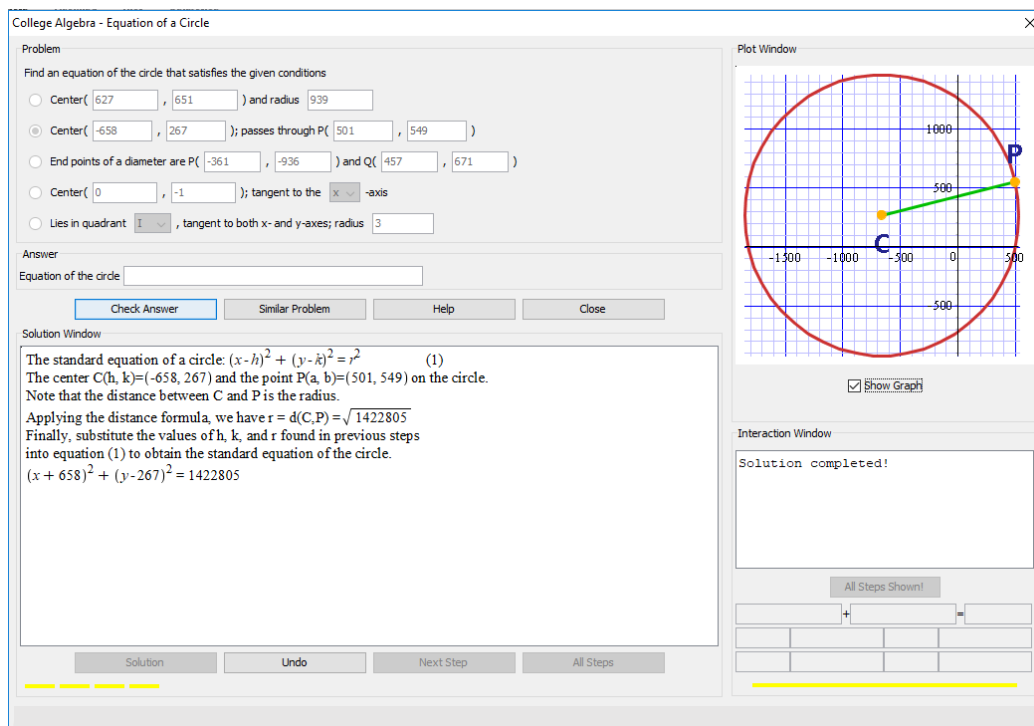 College Algebra - Equation of a Circle
Problem
Find an equation of the circle that satisfies the given conditions
Center( 627 , 651 ) and radius 939
Center( -658 , 267 ); passes through P( 501 , 549 )
End points of a diameter are P( -361 , -936 ) and Q( 457 , 671 )
Center( 0 , -1 ); tangent to the x -axis
Lies in quadrant I , tangent to both x- and y-axes; radius 3
Answer
Equation of the circle
Check Answer Similar Problem Help Close
Solution Window
The standard equation of a circle: (x-h)² + (y-k)² = r² (1)
The center C(h, k)=(-658, 267) and the point P(a, b)=(501, 549) on the circle.
Note that the distance between C and P is the radius.
Applying the distance formula, we have r = d(C,P) = √1422805
Finally, substitute the values of h, k, and r found in previous steps
into equation (1) to obtain the standard equation of the circle.
(x + 658)² + (y-267)² = 1422805
Solution Undo Next Step All Steps
Plot Window
1000
P
500
C
-1500 -1000 -500 0 500
-500
Show Graph
Interaction Window
Solution completed!
All Steps Shown!
+ =